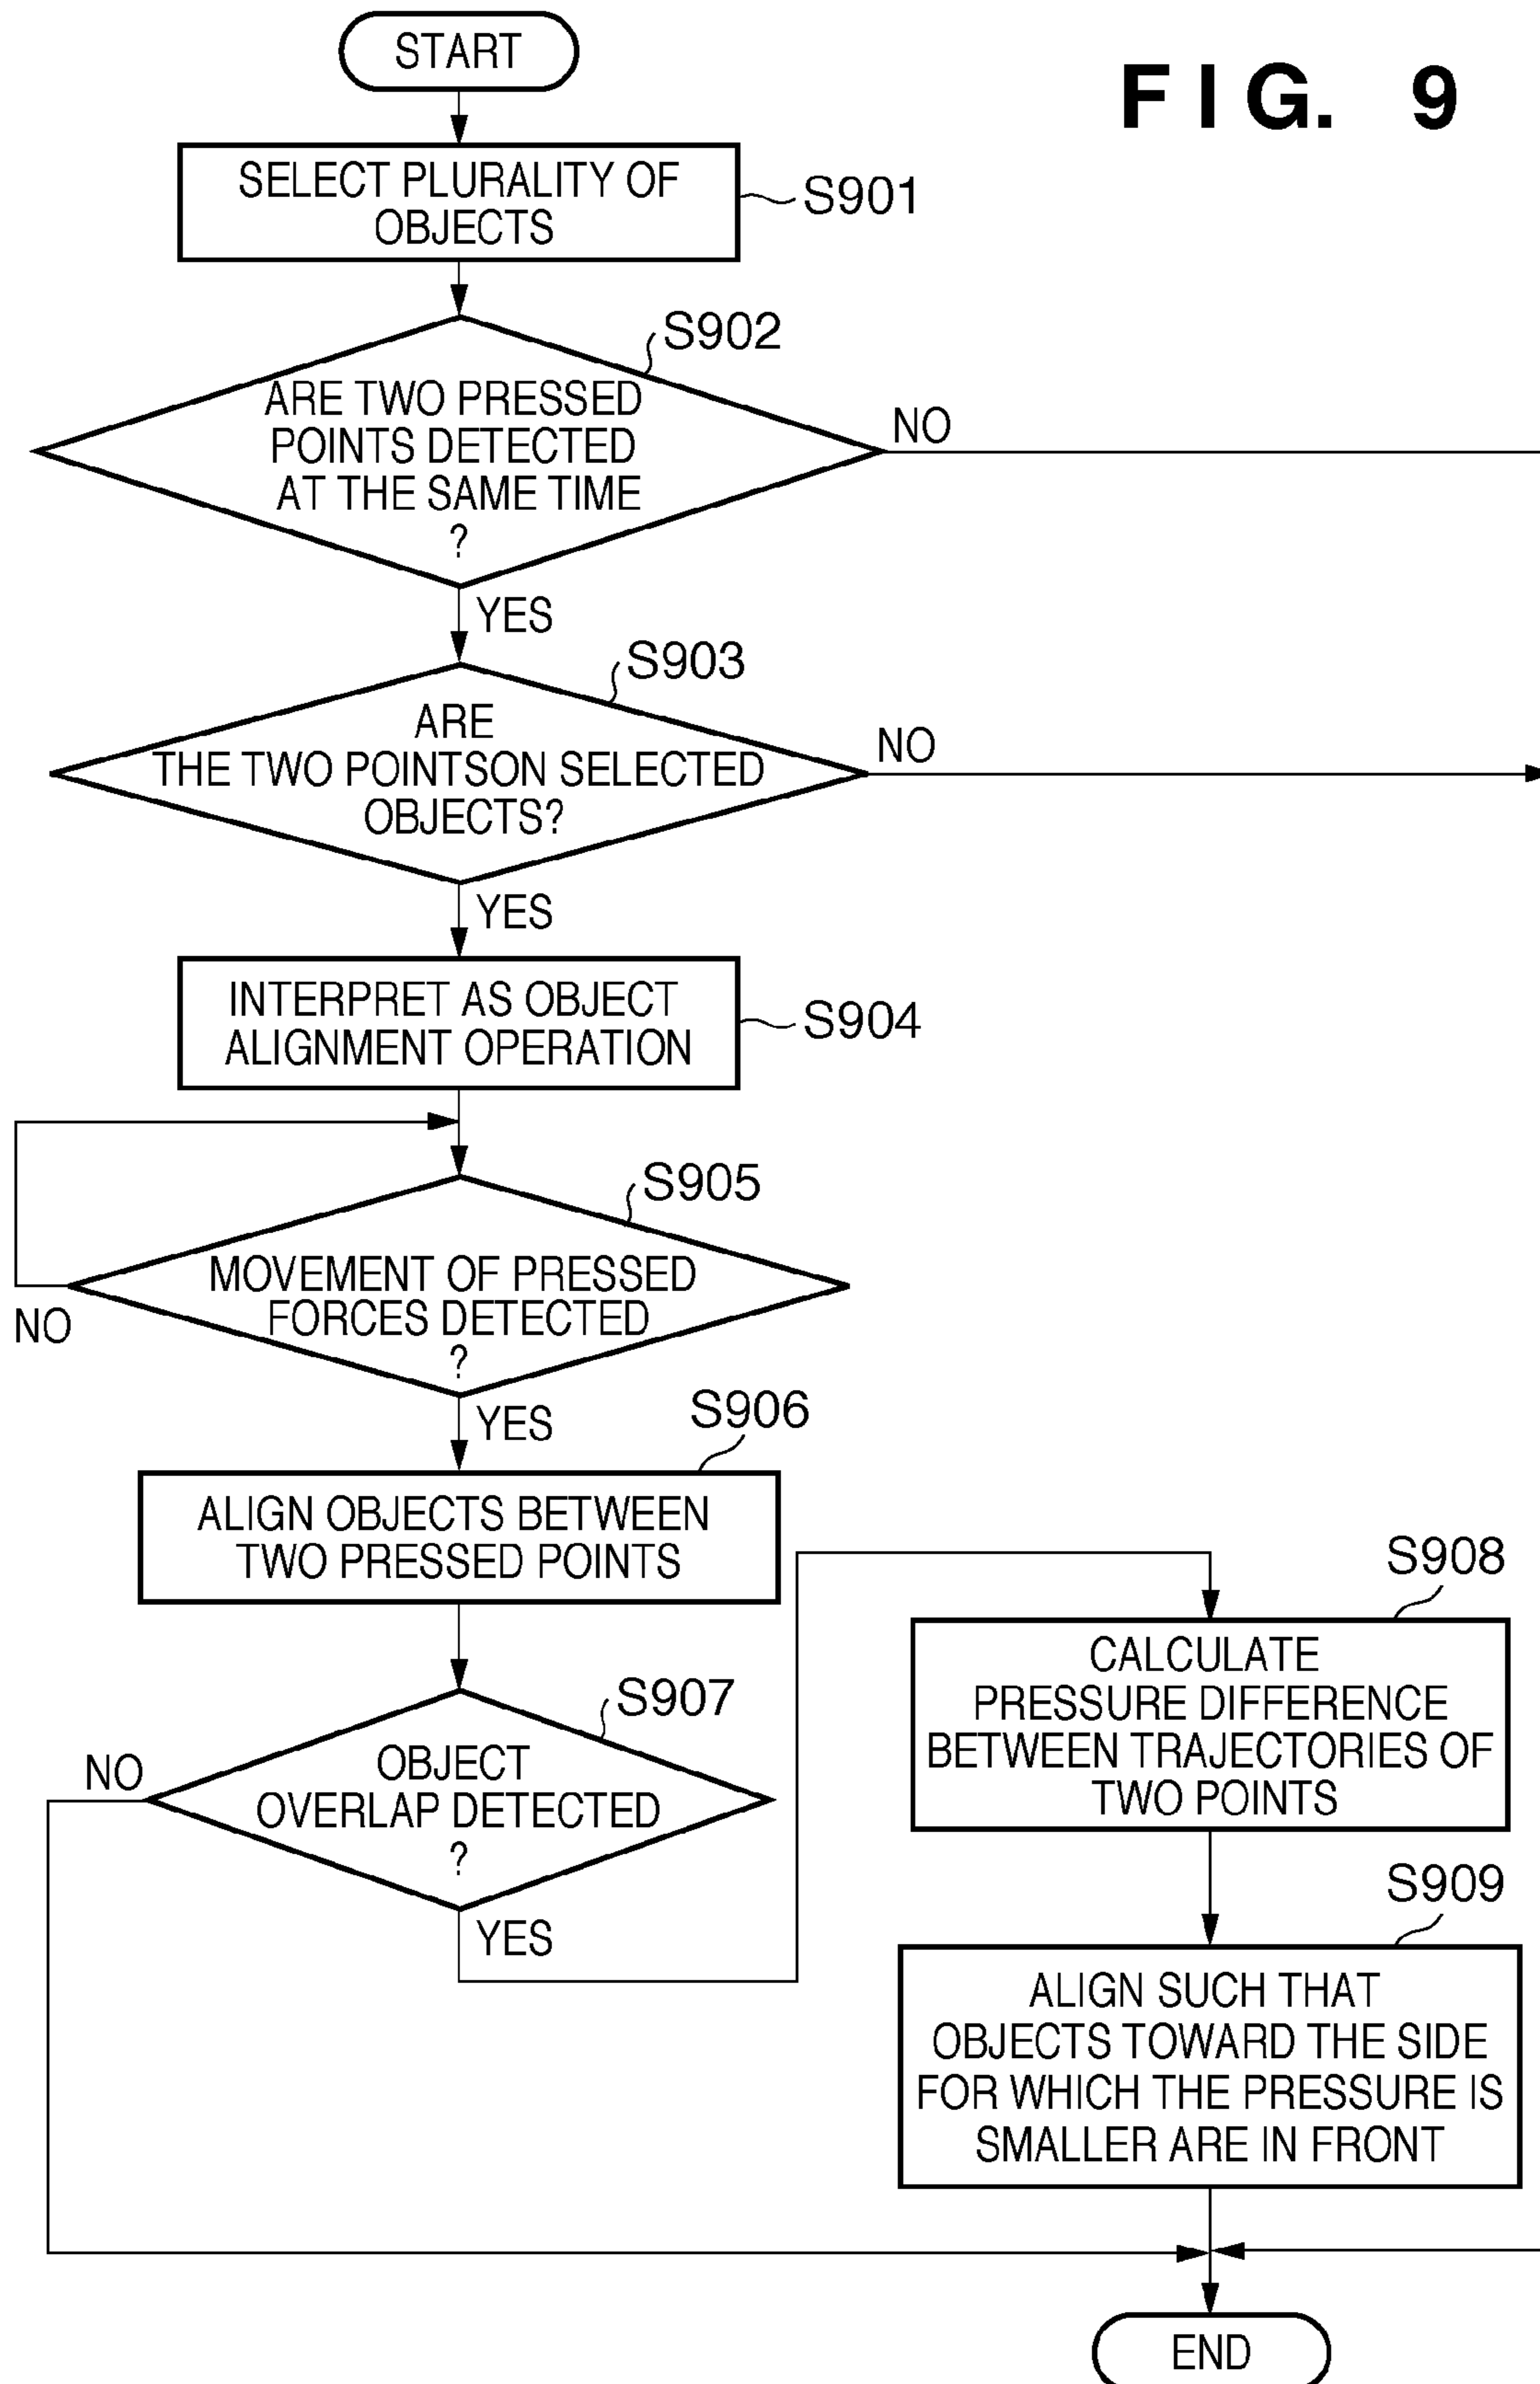 START
FIG. 9
SELECT PLURALITY OF
OBJECTS
S901
S902
ARE TWO PRESSED
POINTS DETECTED
AT THE SAME TIME
?
NO
YES
S903
ARE
THE TWO POINTSON SELECTED
OBJECTS?
NO
YES
INTERPRET AS OBJECT
ALIGNMENT OPERATION
S904
S905
MOVEMENT OF PRESSED
FORCES DETECTED
?
NO
YES
S906
ALIGN OBJECTS BETWEEN
TWO PRESSED POINTS
S907
OBJECT
OVERLAP DETECTED
?
NO
YES
S908
CALCULATE
PRESSURE DIFFERENCE
BETWEEN TRAJECTORIES OF
TWO POINTS
S909
ALIGN SUCH THAT
OBJECTS TOWARD THE SIDE
FOR WHICH THE PRESSURE IS
SMALLER ARE IN FRONT
END